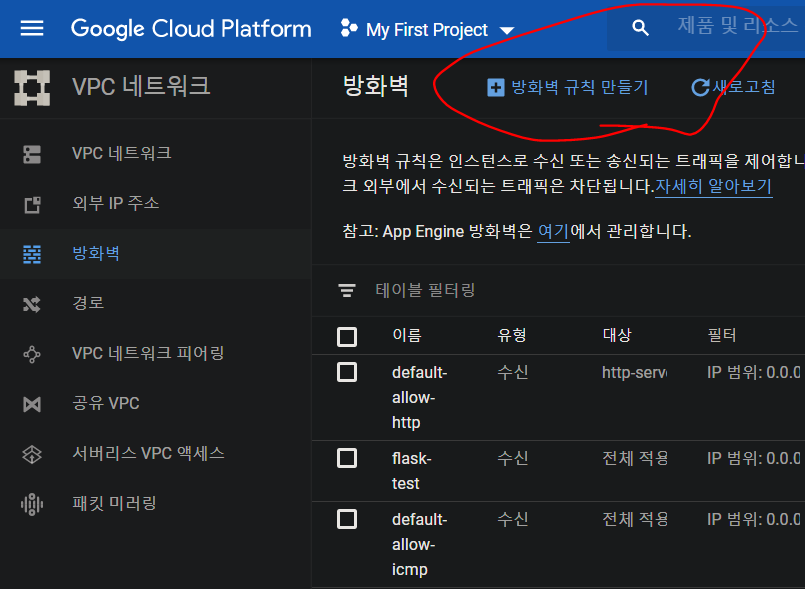 Google Cloud Platform
My First Project
제품 및 리소스
VPC 네트워크
방화벽
방화벽 규칙 만들기
새로고침
VPC 네트워크
외부 IP 주소
방화벽
경로
VPC 네트워크 피어링
공유 VPC
서버리스 VPC 액세스
패킷 미러링
방화벽 규칙은 인스턴스로 수신 또는 송신되는 트래픽을 제어합니
크 외부에서 수신되는 트래픽은 차단됩니다.자세히 알아보기
참고: App Engine 방화벽은 여기에서 관리합니다.
테이블 필터링
이름 유형 대상 필터
default- 수신 http-serv IP 범위: 0.0.0
allow-
http
flask- 수신 전체 적용 IP 범위: 0.0.0
test
default- 수신 전체 적용 IP 범위: 0.0.0
allow-
icmp